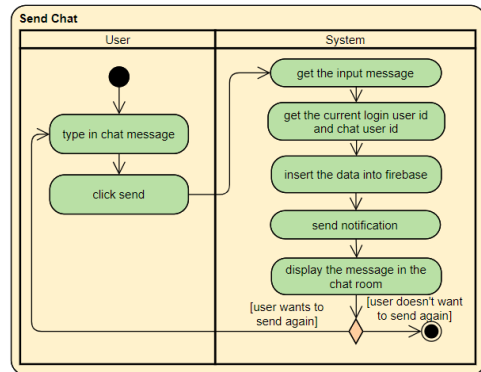 Send Chat
User
System
type in chat message
click send
get the input message
get the current login user id
and chat user id
insert the data into firebase
send notification
display the message in the
chat room
[user wants to
send again]
[user doesn't want
to send again]